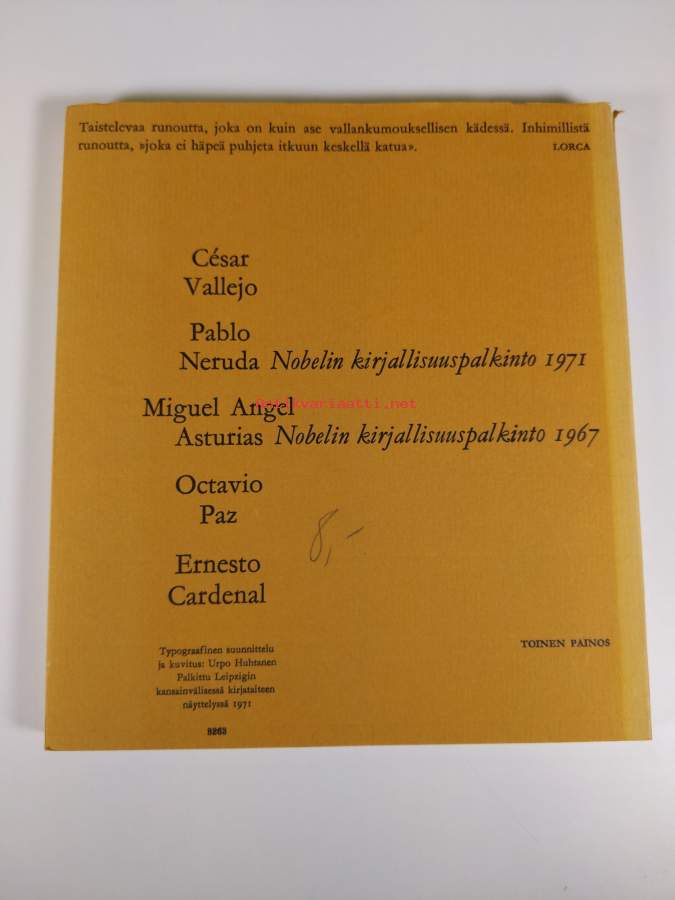 Taistelevaa runoutta, joka on kuin ase vallankumouksellisen kädessä. Inhimillistä
runoutta, »joka ei häpeä puhjeta itkuun keskellä katua».
LORCA
César
Vallejo
Pablo
Neruda Nobelin kirjallisuuspalkinto 1971
Miguel Angel
Antikvariaatti.net
Asturias Nobelin kirjallisuuspalkinto 1967
Octavio
Paz
8,-
Ernesto
Cardenal
Typograafinen suunnittelu
ja kuvitus: Urpo Huhtanen
Palkittu Leipzigin
kansainvälisessä kirjataiteen
näyttelyssä 1971
TOINEN PAINOS
8263